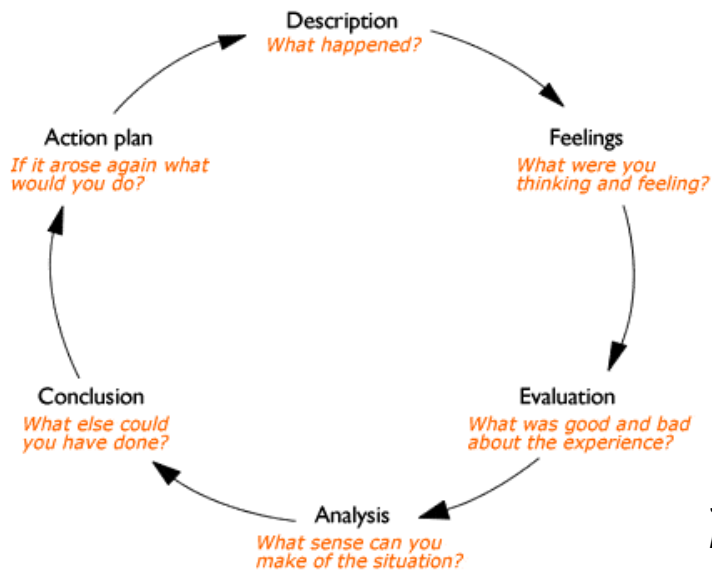 Description
What happened?
Feelings
What were you
thinking and feeling?
Evaluation
What was good and bad
about the experience?
Analysis
What sense can you
make of the situation?
Conclusion
What else could
you have done?
Action plan
If it arose again what
would you do?